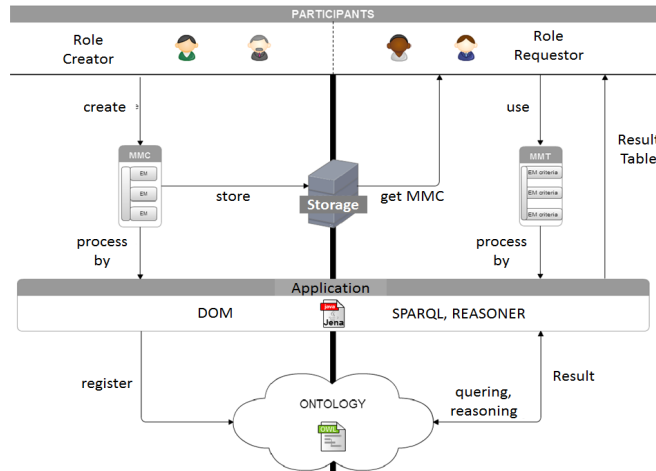 PARTICIPANTS
Role
Creator
Role
Requestor
create
use
Result
Table
MMC
EM
EM
EM
MMT
EM criteria
EM criteria
EM criteria
store
Storage
get MMC
process
by
process
by
Application
DOM
java
Jena
SPARQL, REASONER
register
ONTOLOGY
OWL
quering,
reasoning
Result